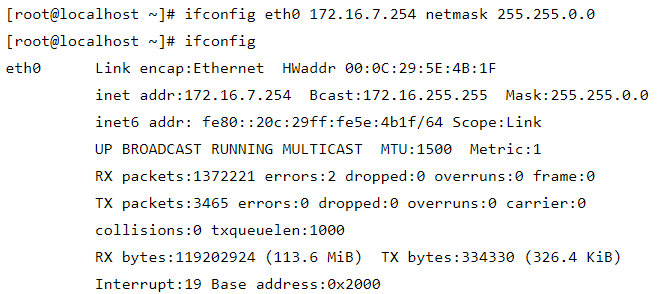 [root@localhost ~]# ifconfig eth0 172.16.7.254 netmask 255.255.0.0
[root@localhost ~]# ifconfig
eth0      Link encap:Ethernet  HWaddr 00:0C:29:5E:4B:1F
          inet addr:172.16.7.254  Bcast:172.16.255.255  Mask:255.255.0.0
          inet6 addr: fe80::20c:29ff:fe5e:4b1f/64 Scope:Link
          UP BROADCAST RUNNING MULTICAST  MTU:1500  Metric:1
          RX packets:1372221 errors:2 dropped:0 overruns:0 frame:0
          TX packets:3465 errors:0 dropped:0 overruns:0 carrier:0
          collisions:0 txqueuelen:1000
          RX bytes:119202924 (113.6 MiB)  TX bytes:334330 (326.4 KiB)
          Interrupt:19 Base address:0x2000